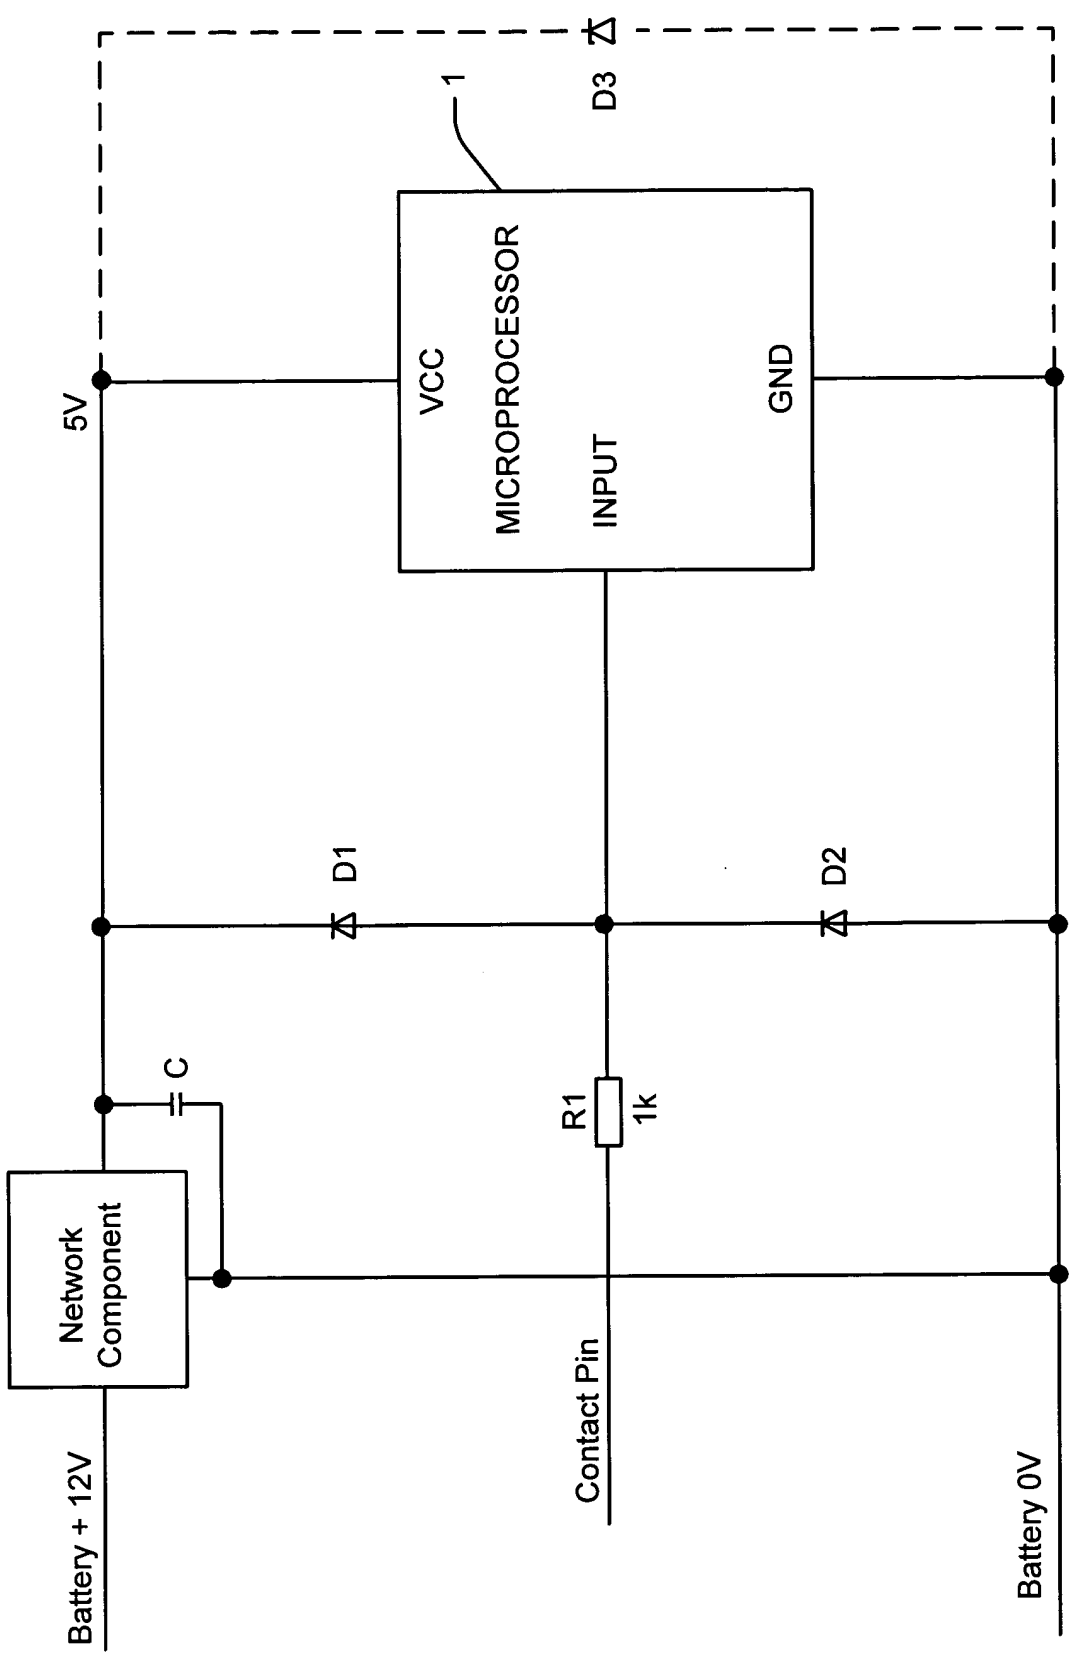 Battery + 12V
Network
Component
C
5V
D1
VCC
MICROPROCESSOR
1
INPUT
GND
D3
Contact Pin
R1
1k
D2
Battery 0V